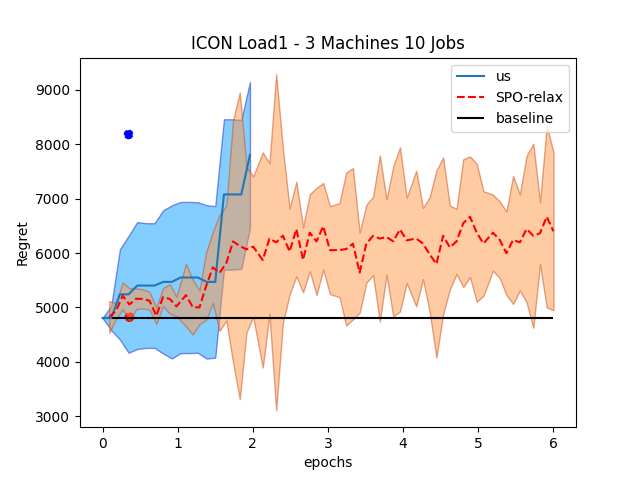 ICON Load1 - 3 Machines 10 Jobs
us
SPO-relax
baseline
Regret
9000
8000
7000
6000
5000
4000
3000
0 1 2 3 4 5 6
epochs